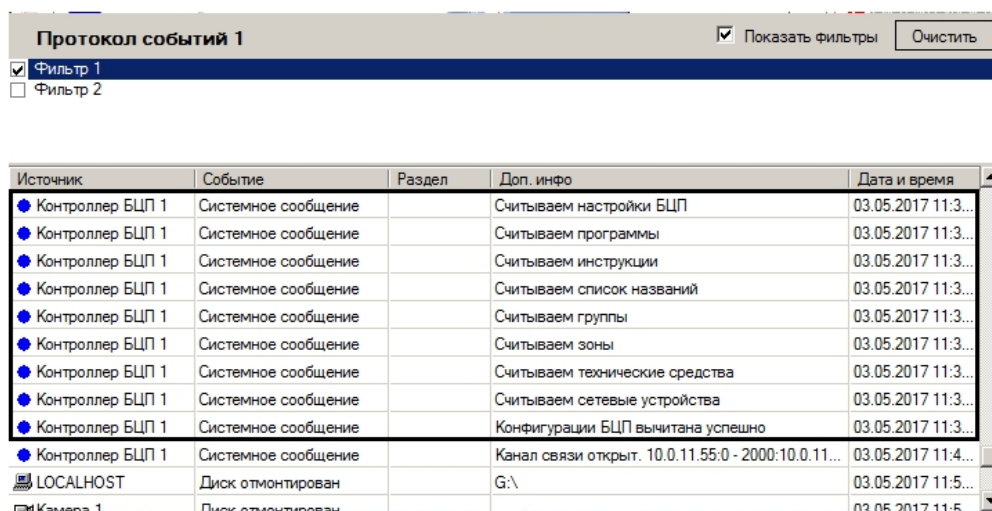 Протокол событий 1 Показать фильтры Очистить
Фильтр 1
Фильтр 2
Источник Событие Раздел Доп. инфо Дата и время
Контроллер БЦП 1 Системное сообщение Считываем настройки БЦП 03.05.2017 11:3...
Контроллер БЦП 1 Системное сообщение Считываем программы 03.05.2017 11:3...
Контроллер БЦП 1 Системное сообщение Считываем инструкции 03.05.2017 11:3...
Контроллер БЦП 1 Системное сообщение Считываем список названий 03.05.2017 11:3...
Контроллер БЦП 1 Системное сообщение Считываем группы 03.05.2017 11:3...
Контроллер БЦП 1 Системное сообщение Считываем зоны 03.05.2017 11:3...
Контроллер БЦП 1 Системное сообщение Считываем технические средства 03.05.2017 11:3...
Контроллер БЦП 1 Системное сообщение Считываем сетевые устройства 03.05.2017 11:3...
Контроллер БЦП 1 Системное сообщение Конфигурации БЦП вычитана успешно 03.05.2017 11:3...
Контроллер БЦП 1 Системное сообщение Канал связи открыт. 10.0.11.55:0 - 2000:10.0.11... 03.05.2017 11:4...
LOCALHOST Диск отмонтирован G:\ 03.05.2017 11:5...
Камера 1 Диск отмонтирован 03.05.2017 11:5...